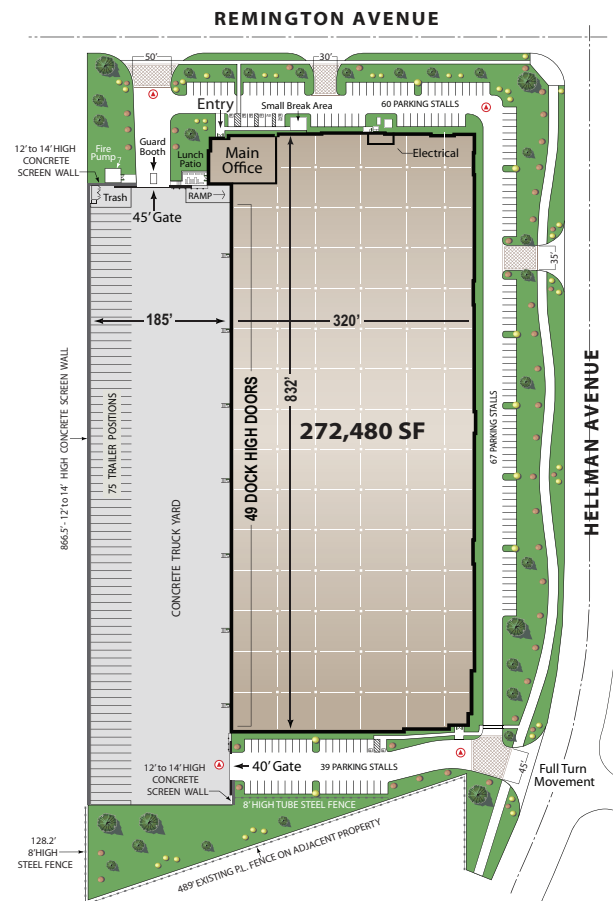 REMINGTON AVENUE
50'
30'
Entry
Small Break Area
60 PARKING STALLS
12' to 14' HIGH
CONCRETE
SCREEN WALL
Fire
Pump
Guard
Booth
Lunch
Patio
Main
Office
Electrical
Trash
RAMP
45' Gate
35'
185'
320'
832'
866.5' - 12' to 14' HIGH CONCRETE SCREEN WALL
75 TRAILER POSITIONS
CONCRETE TRUCK YARD
49 DOCK HIGH DOORS
272,480 SF
67 PARKING STALLS
HELLMAN AVENUE
12' to 14' HIGH
CONCRETE
SCREEN WALL
40' Gate
39 PARKING STALLS
45'
Full Turn
Movement
8' HIGH TUBE STEEL FENCE
128.2'
8' HIGH
STEEL FENCE
489' EXISTING P.L. FENCE ON ADJACENT PROPERTY